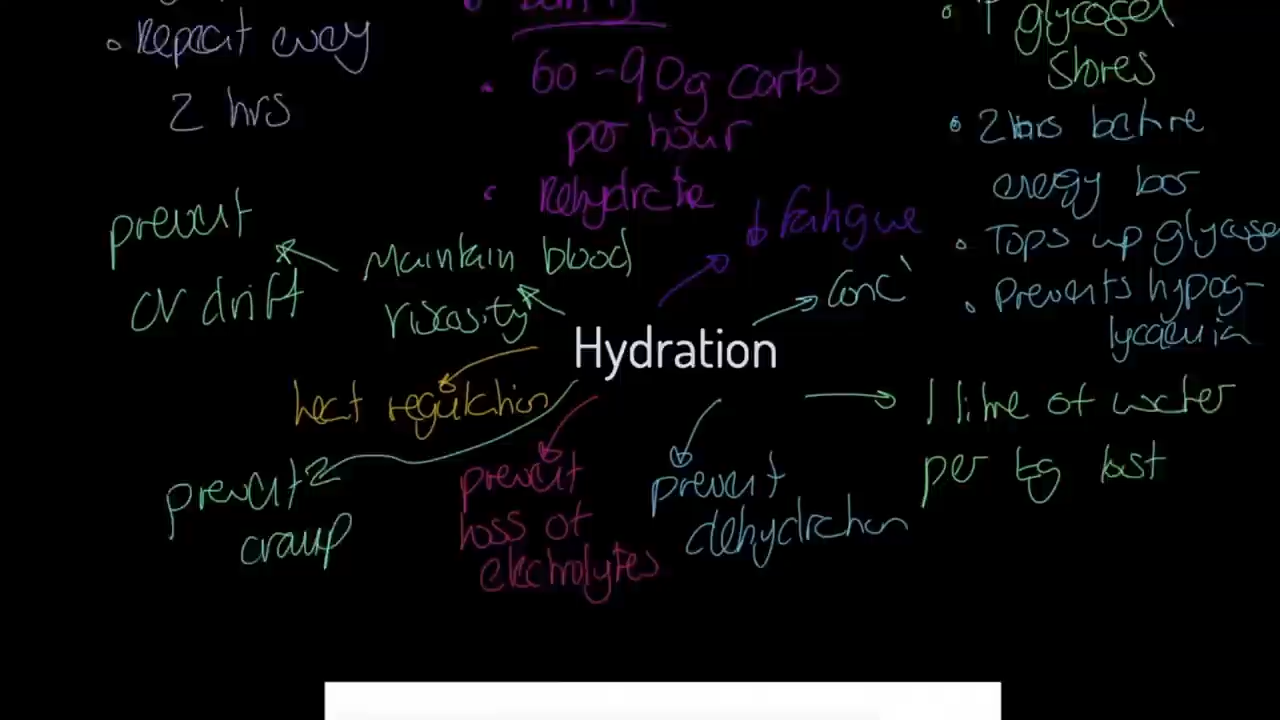 • Repeat every
2 hrs
• During
• 60-90g carbs
per hour
• Rehydrate
• ↑ glycogen
stores
• 2hrs before
energy bar
• Tops up glycogen
• Prevents hypog-
lycaemia
prevent
CV drift
Maintain blood
viscosity
↓ fatigue
conc'
Hydration
heat regulation
prevent
cramp
prevent
loss of
electrolytes
prevent
dehydration
1 litre of water
per kg lost